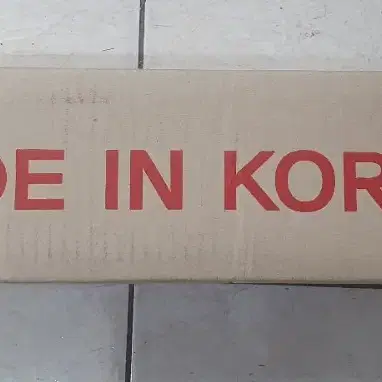 DE IN KOR